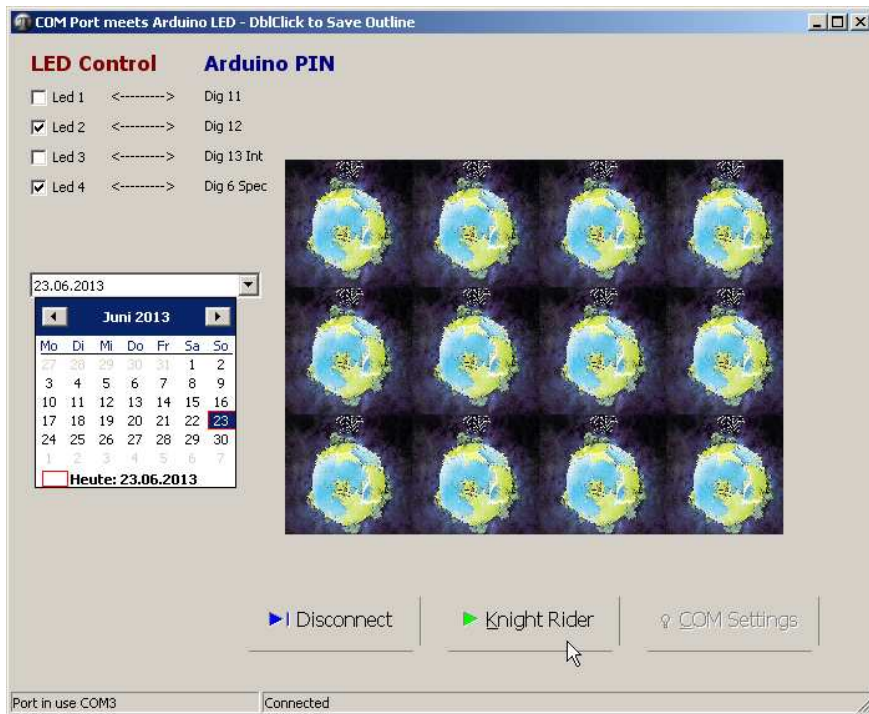 COM Port meets Arduino LED - DblClick to Save Outline
LED Control Arduino PIN
Led 1 <---------> Dig 11
Led 2 <---------> Dig 12
Led 3 <---------> Dig 13 Int
Led 4 <---------> Dig 6 Spec
23.06.2013
Juni 2013
Mo Di Mi Do Fr Sa So
27 28 29 30 31 1 2
3 4 5 6 7 8 9
10 11 12 13 14 15 16
17 18 19 20 21 22 23
24 25 26 27 28 29 30
1 2 3 4 5 6 7
Heute: 23.06.2013
Disconnect Knight Rider COM Settings
Port in use COM3 Connected